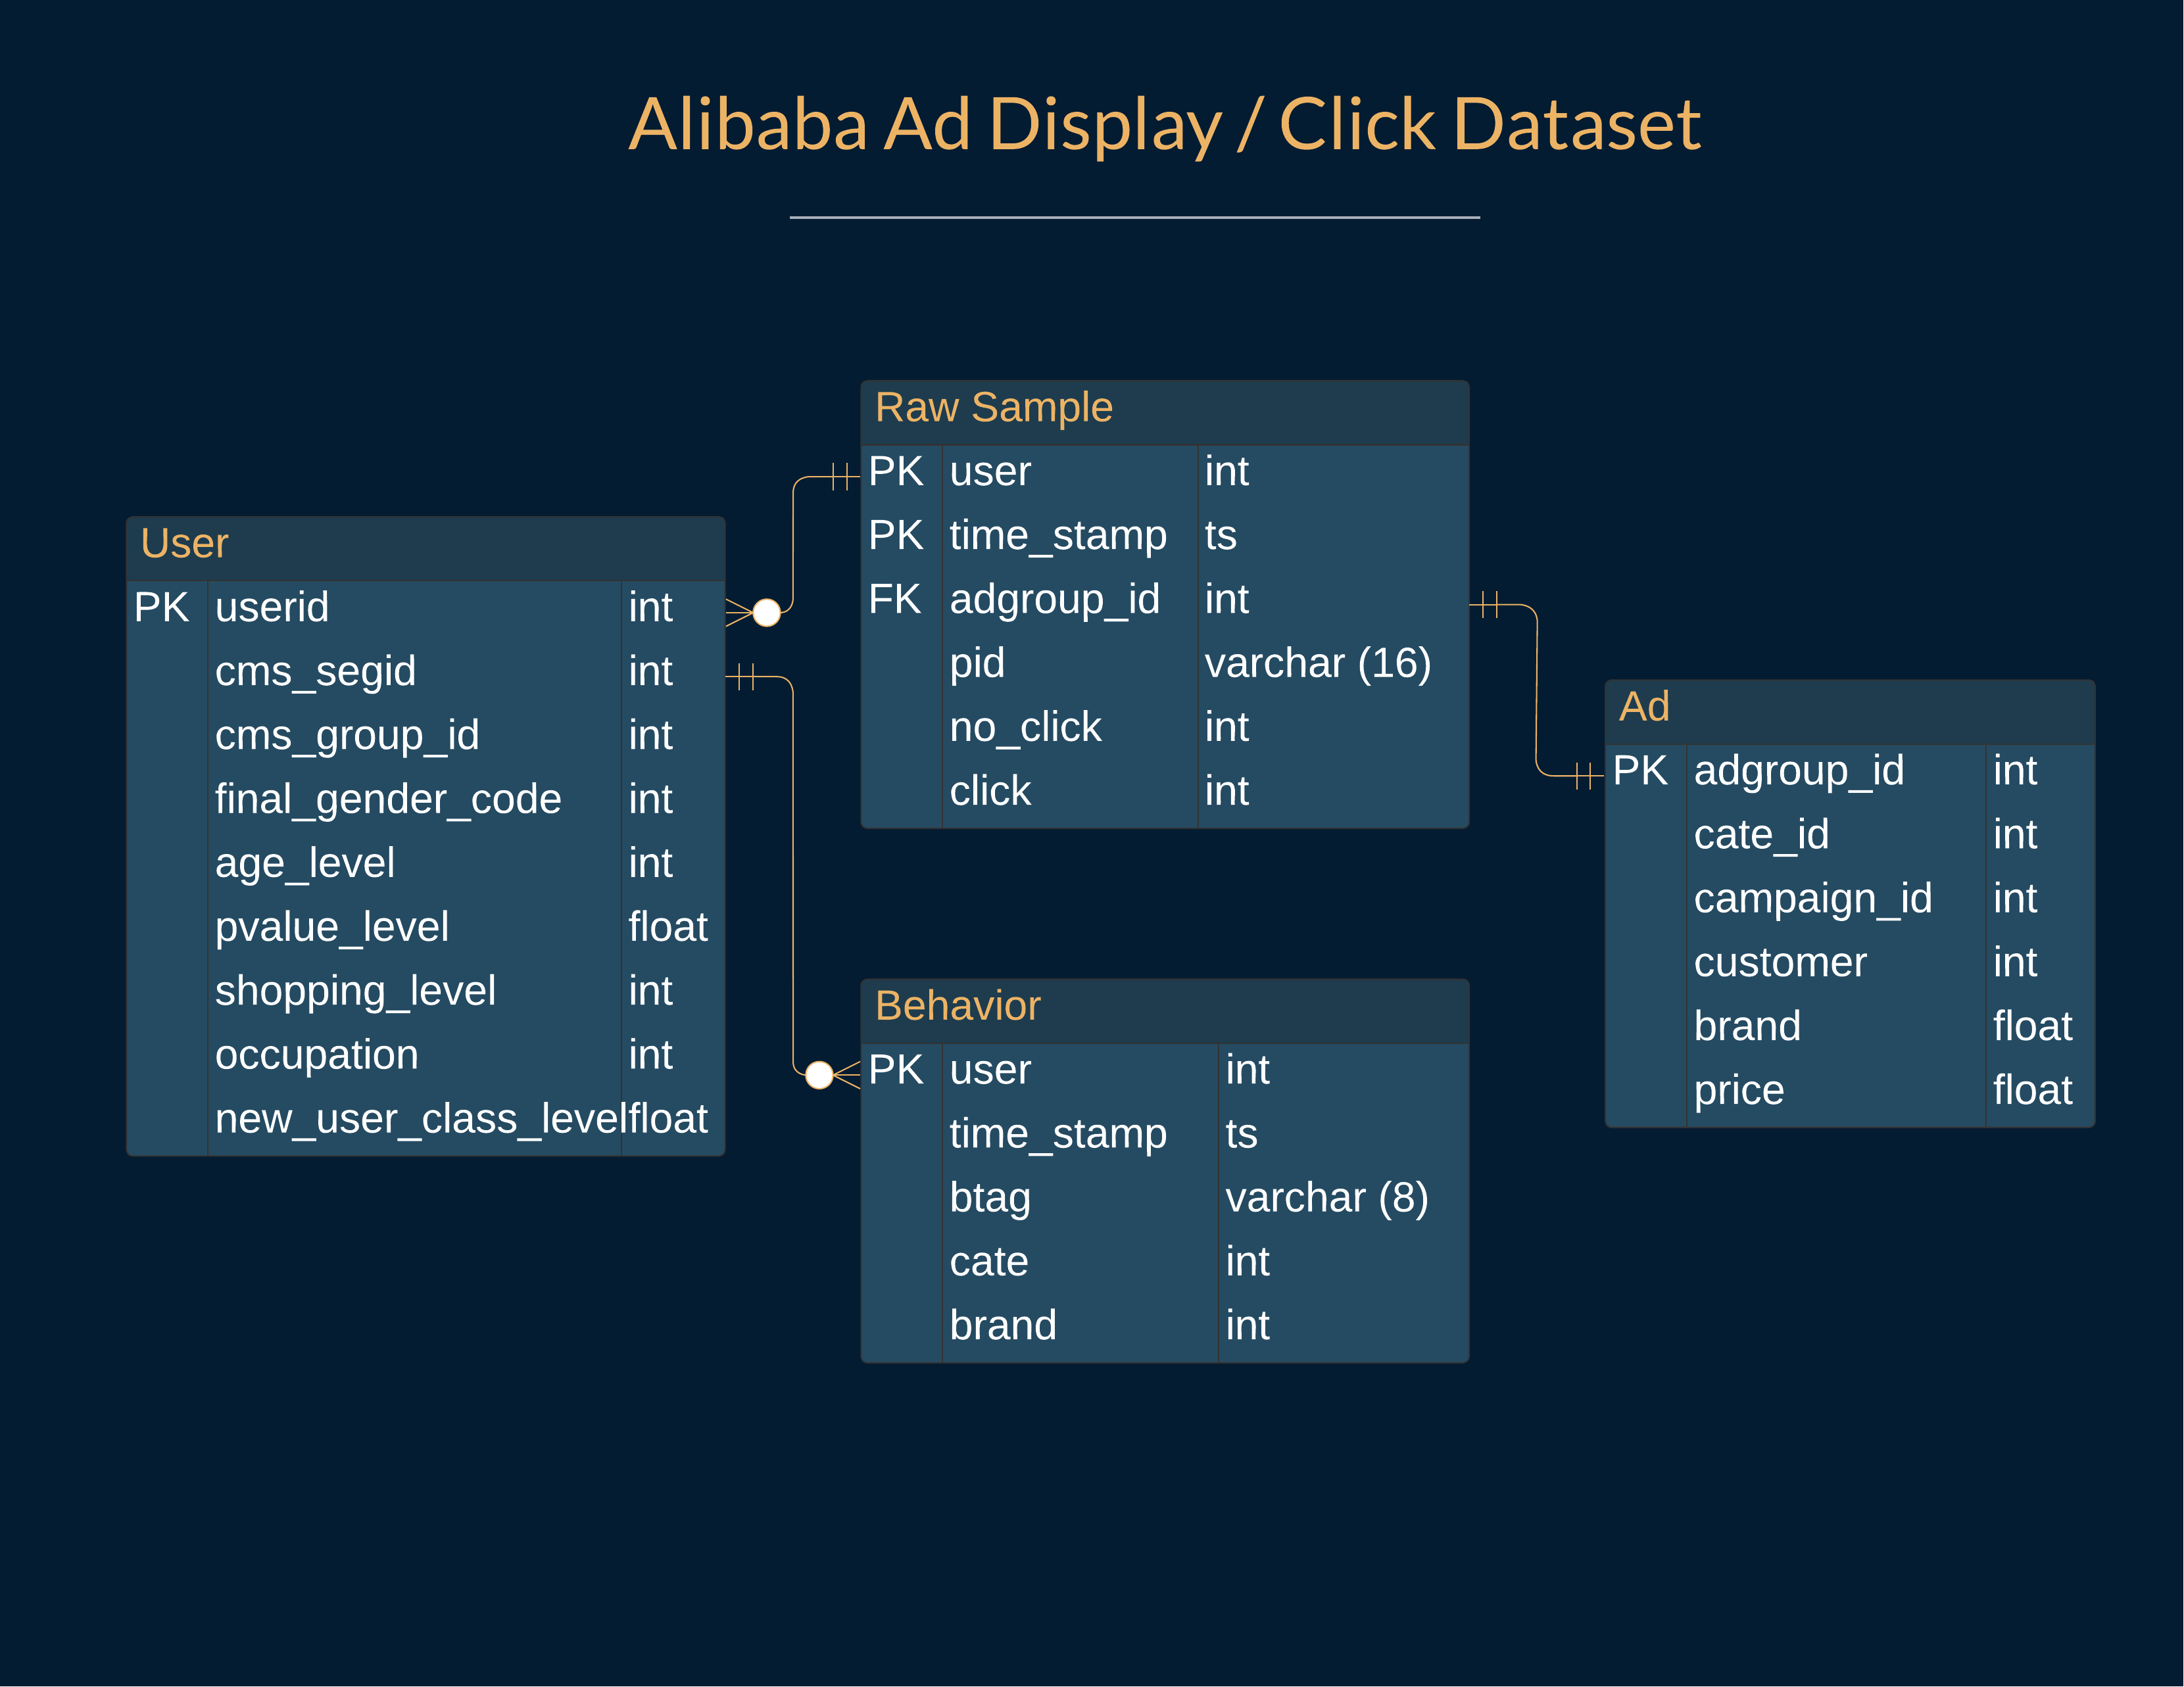 Alibaba Ad Display / Click Dataset
User
PK userid int
cms_segid int
cms_group_id int
final_gender_code int
age_level int
pvalue_level float
shopping_level int
occupation int
new_user_class_level float
Raw Sample
PK user int
PK time_stamp ts
FK adgroup_id int
pid varchar (16)
no_click int
click int
Behavior
PK user int
time_stamp ts
btag varchar (8)
cate int
brand int
Ad
PK adgroup_id int
cate_id int
campaign_id int
customer int
brand float
price float